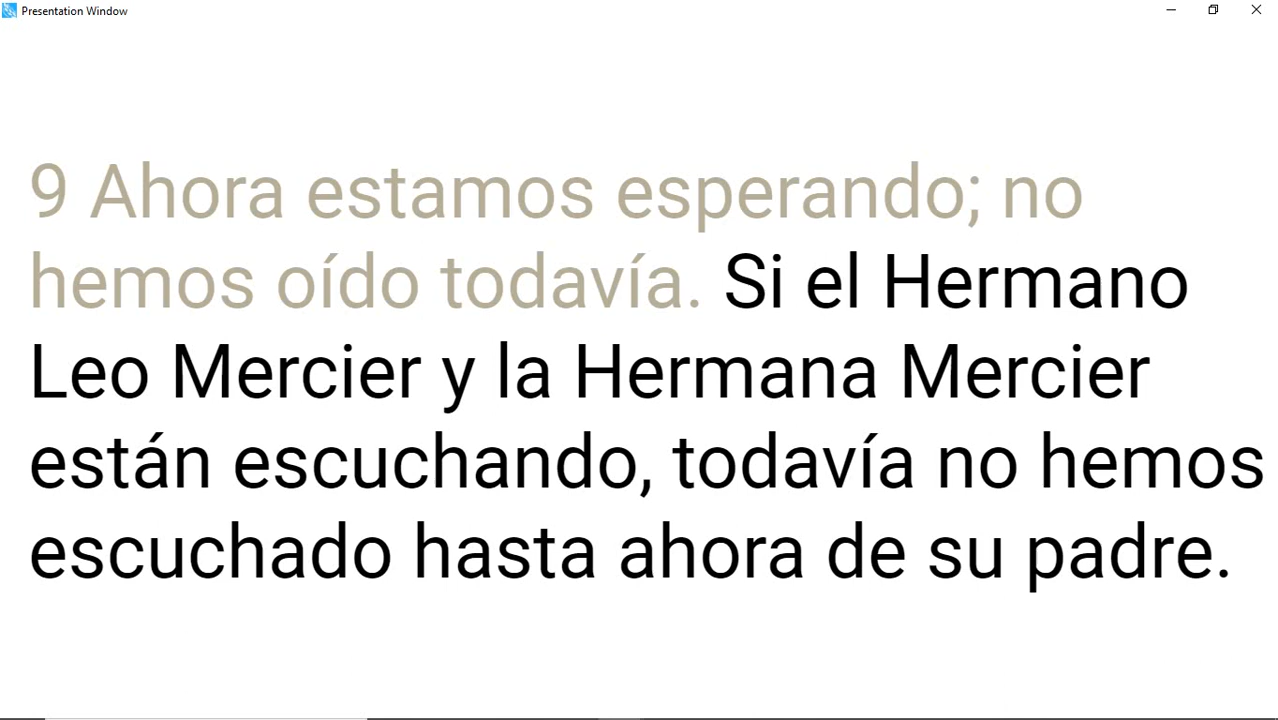 Presentation Window
9 Ahora estamos esperando; no
hemos oído todavía. Si el Hermano
Leo Mercier y la Hermana Mercier
están escuchando, todavía no hemos
escuchado hasta ahora de su padre.